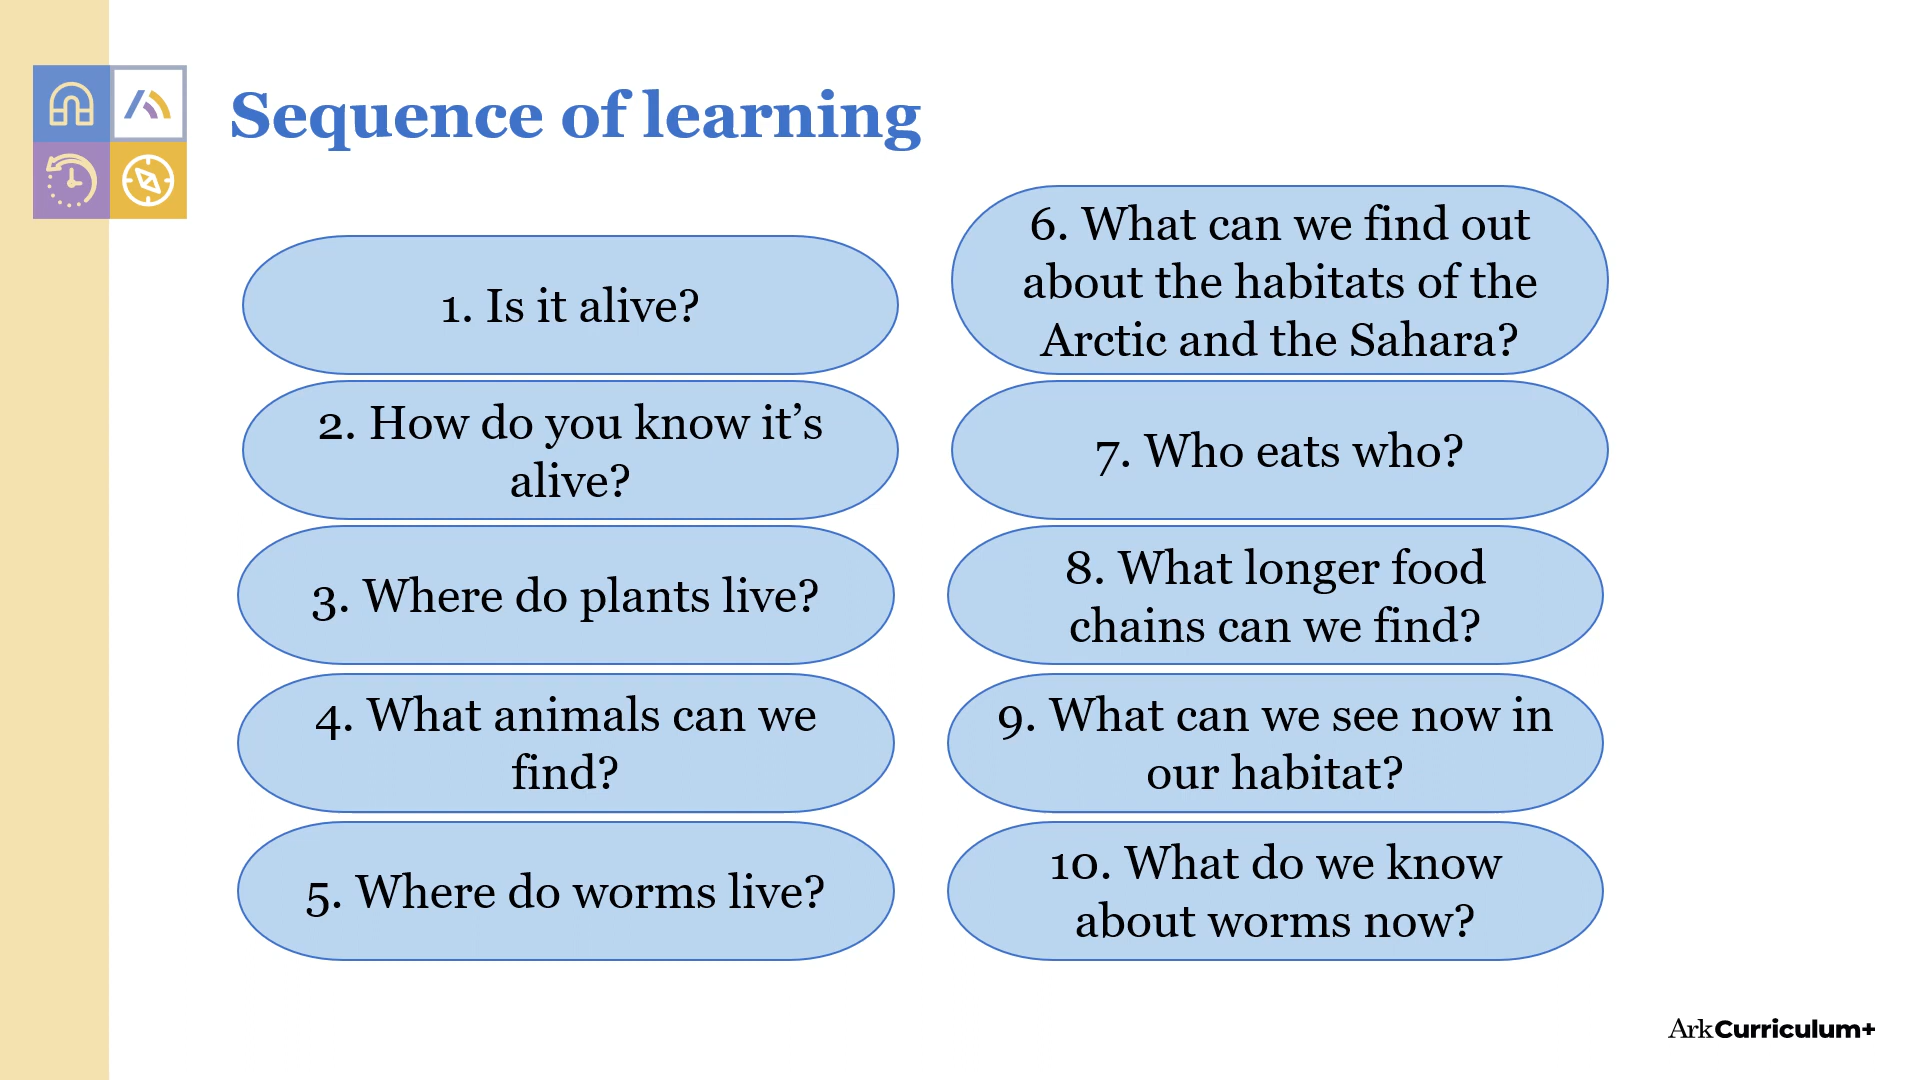 Sequence of learning
1. Is it alive?
2. How do you know it’s
alive?
3. Where do plants live?
4. What animals can we
find?
5. Where do worms live?
6. What can we find out
about the habitats of the
Arctic and the Sahara?
7. Who eats who?
8. What longer food
chains can we find?
9. What can we see now in
our habitat?
10. What do we know
about worms now?
ArkCurriculum+